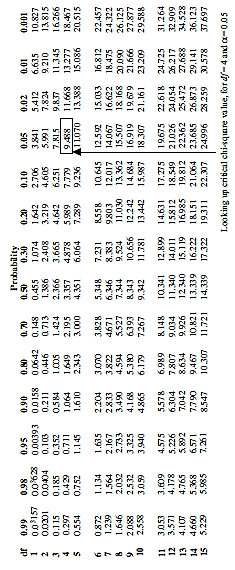 Probability
df 0.99 0.98 0.95 0.90 0.80 0.70 0.50 0.30 0.20 0.10 0.05 0.02 0.01 0.001
1 0.0³157 0.0³628 0.00393 0.0158 0.0642 0.148 0.455 1.074 1.642 2.706 3.841 5.412 6.635 10.827
2 0.0201 0.0404 0.103 0.211 0.446 0.713 1.386 2.408 3.219 4.605 5.991 7.824 9.210 13.815
3 0.115 0.185 0.352 0.584 1.005 1.424 2.366 3.665 4.642 6.251 7.815 9.837 11.345 16.266
4 0.297 0.429 0.711 1.064 1.649 2.195 3.357 4.878 5.989 7.779 9.488 11.668 13.277 18.467
5 0.554 0.752 1.145 1.610 2.343 3.000 4.351 6.064 7.289 9.236 11.070 13.388 15.086 20.515
6 0.872 1.134 1.635 2.204 3.070 3.828 5.348 7.231 8.558 10.645 12.592 15.033 16.812 22.457
7 1.239 1.564 2.167 2.833 3.822 4.671 6.346 8.383 9.803 12.017 14.067 16.622 18.475 24.322
8 1.646 2.032 2.733 3.490 4.594 5.527 7.344 9.524 11.030 13.362 15.507 18.168 20.090 26.125
9 2.088 2.532 3.325 4.168 5.380 6.393 8.343 10.656 12.242 14.684 16.919 19.679 21.666 27.877
10 2.558 3.059 3.940 4.865 6.179 7.267 9.342 11.781 13.442 15.987 18.307 21.161 23.209 29.588
11 3.053 3.609 4.575 5.578 6.989 8.148 10.341 12.899 14.631 17.275 19.675 22.618 24.725 31.264
12 3.571 4.178 5.226 6.304 7.807 9.034 11.340 14.011 15.812 18.549 21.026 24.054 26.217 32.909
13 4.107 4.765 5.892 7.042 8.634 9.926 12.340 15.119 16.985 19.812 22.362 25.472 27.688 34.528
14 4.660 5.368 6.571 7.790 9.467 10.821 13.339 16.222 18.151 21.064 23.685 26.873 29.141 36.123
15 5.229 5.985 7.261 8.547 10.307 11.721 14.339 17.322 19.311 22.307 24.996 28.259 30.578 37.697
Looking up critical chi-square value, for df= 4 and α= 0.05